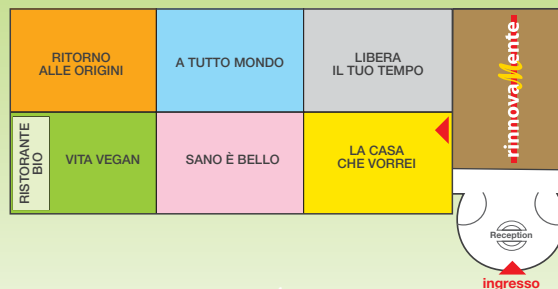 RITORNO
ALLE ORIGINI
A TUTTO MONDO
LIBERA
IL TUO TEMPO
rinnovaMente
RISTORANTE
BIO
VITA VEGAN
SANO È BELLO
LA CASA
CHE VORREI
Reception
ingresso